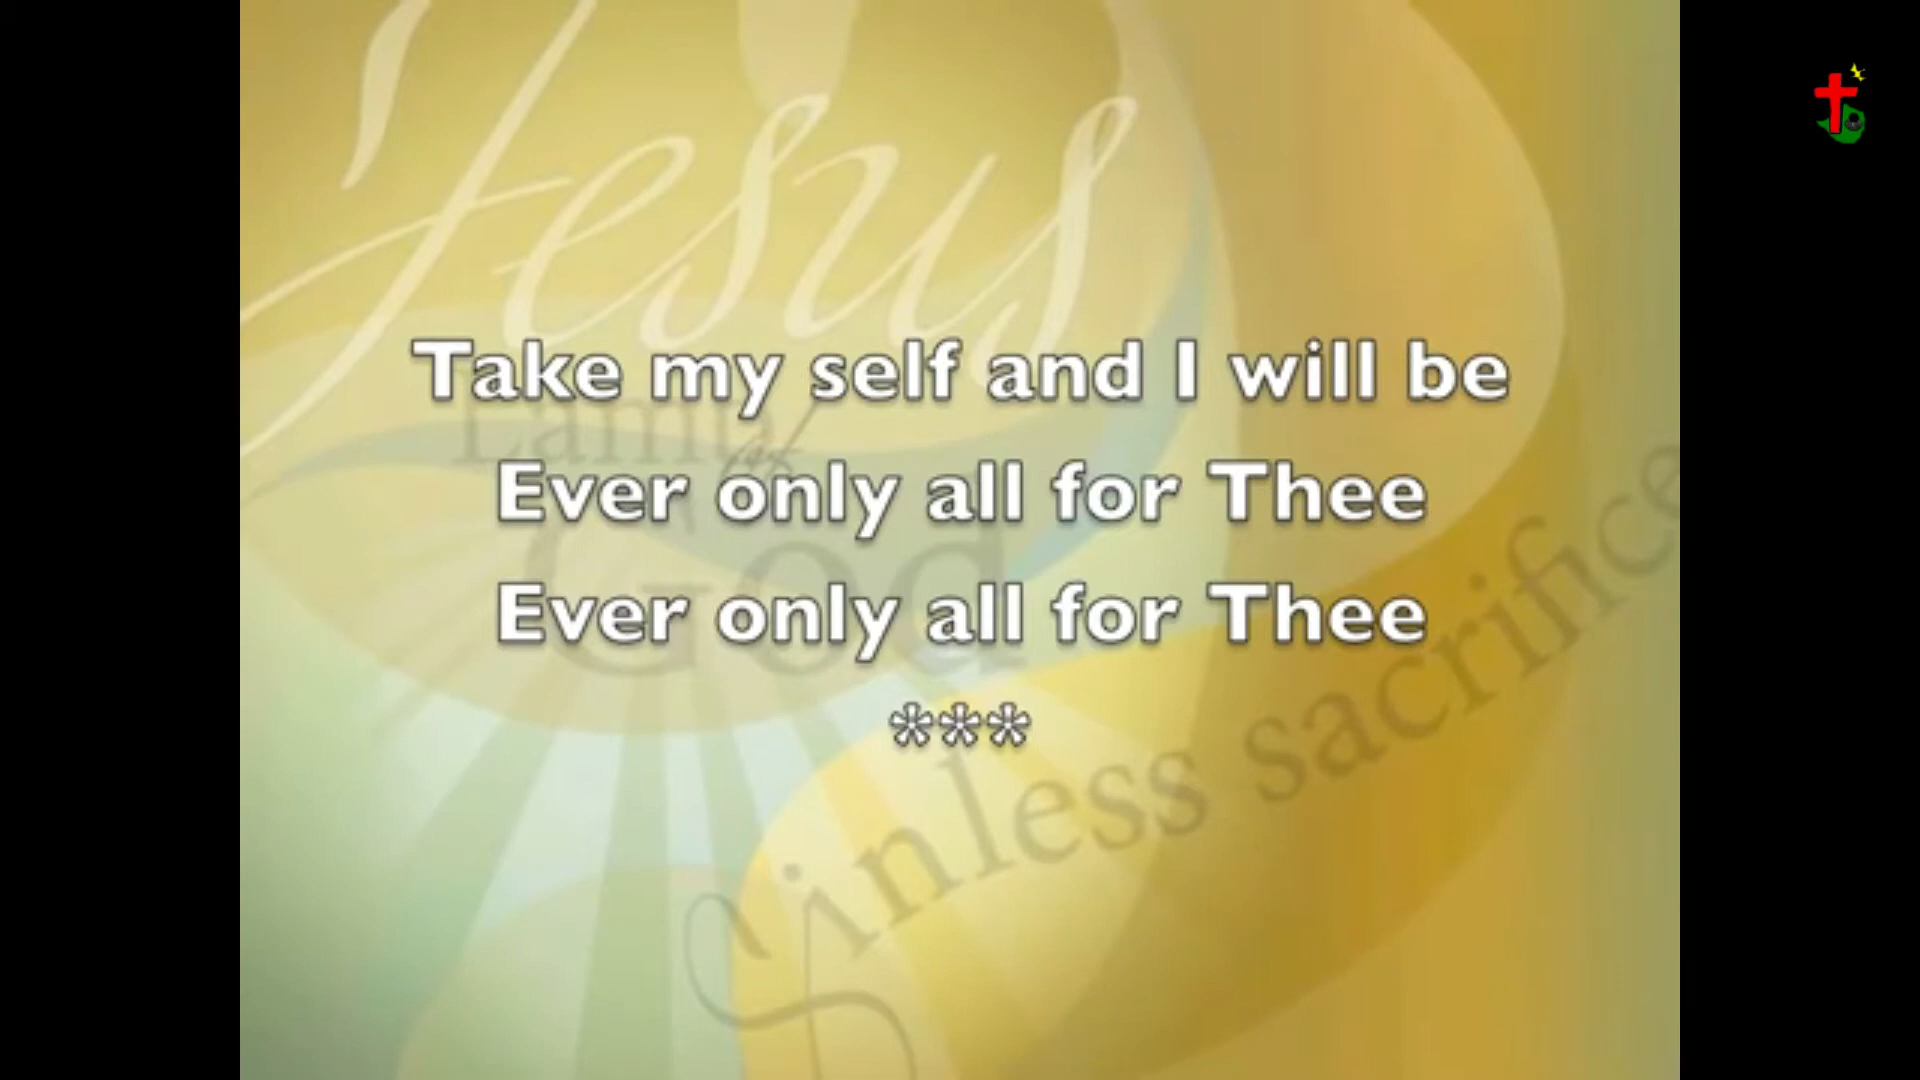 Jesus
Take my self and I will be
Lamb
of
Ever only all for Thee
God
Ever only all for Thee
***
Sinless sacrifice